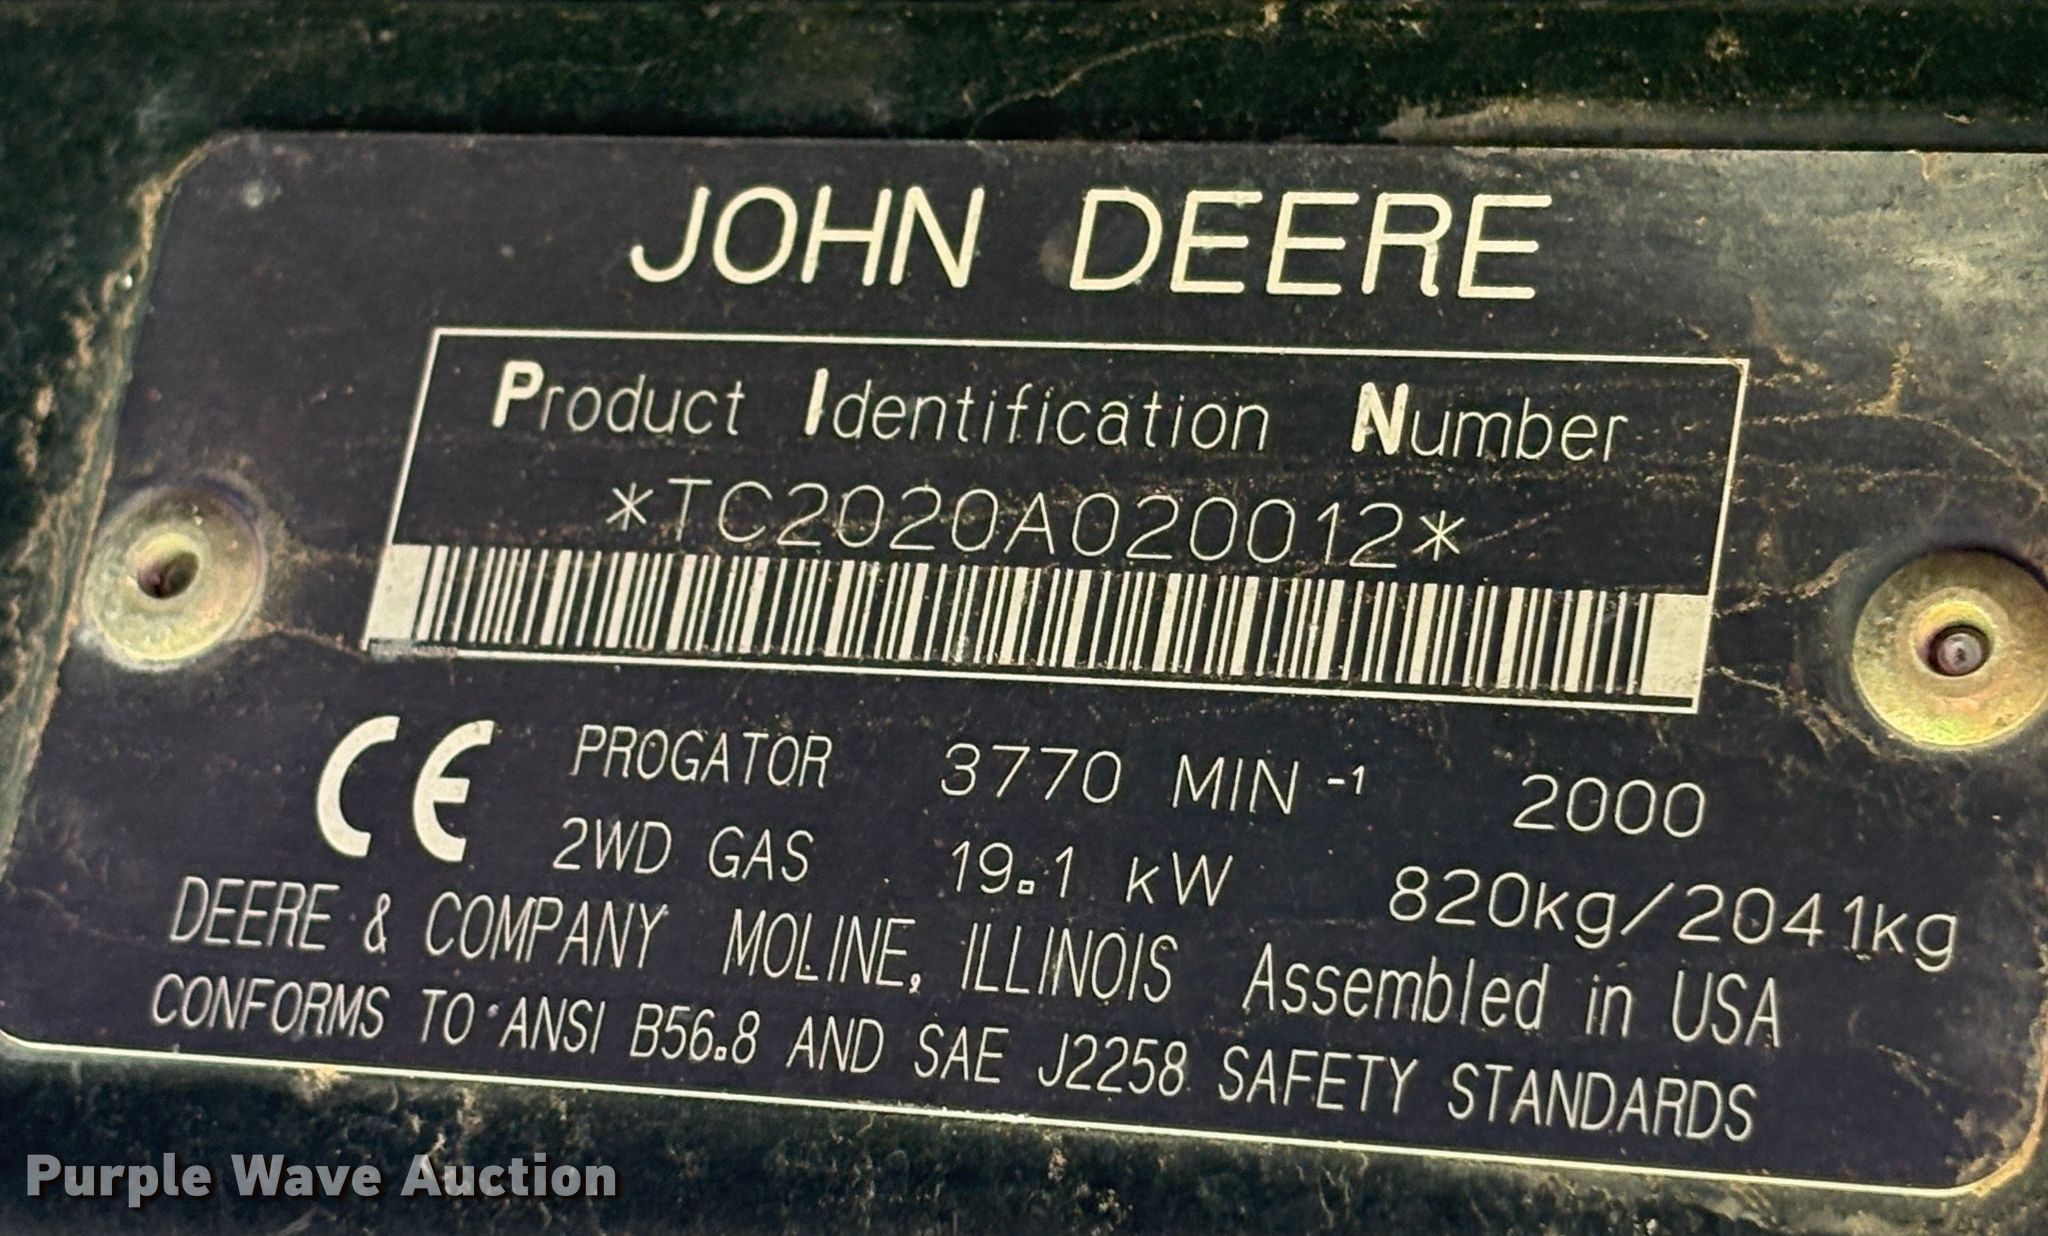 JOHN DEERE
Product Identification Number
*TC2020A020012*
CE PROGATOR 3770 MIN -1 2000
2WD GAS 19.1 kW 820kg/2041kg
DEERE & COMPANY MOLINE, ILLINOIS Assembled in USA
CONFORMS TO ANSI B56.8 AND SAE J2258 SAFETY STANDARDS
Purple Wave Auction